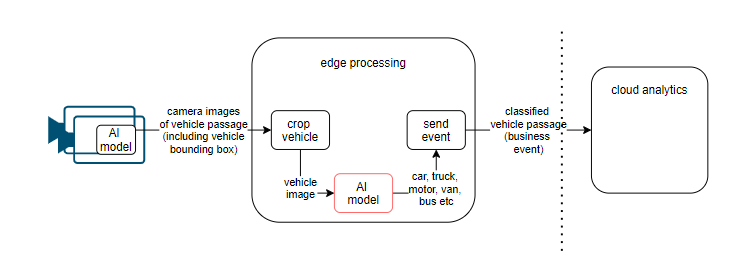 edge processing
cloud analytics
camera images
of vehicle passage
(including vehicle
bounding box)
AI
model
crop
vehicle
send
event
classified
vehicle passage
(business
event)
vehicle
image
AI
model
car, truck,
motor, van,
bus etc